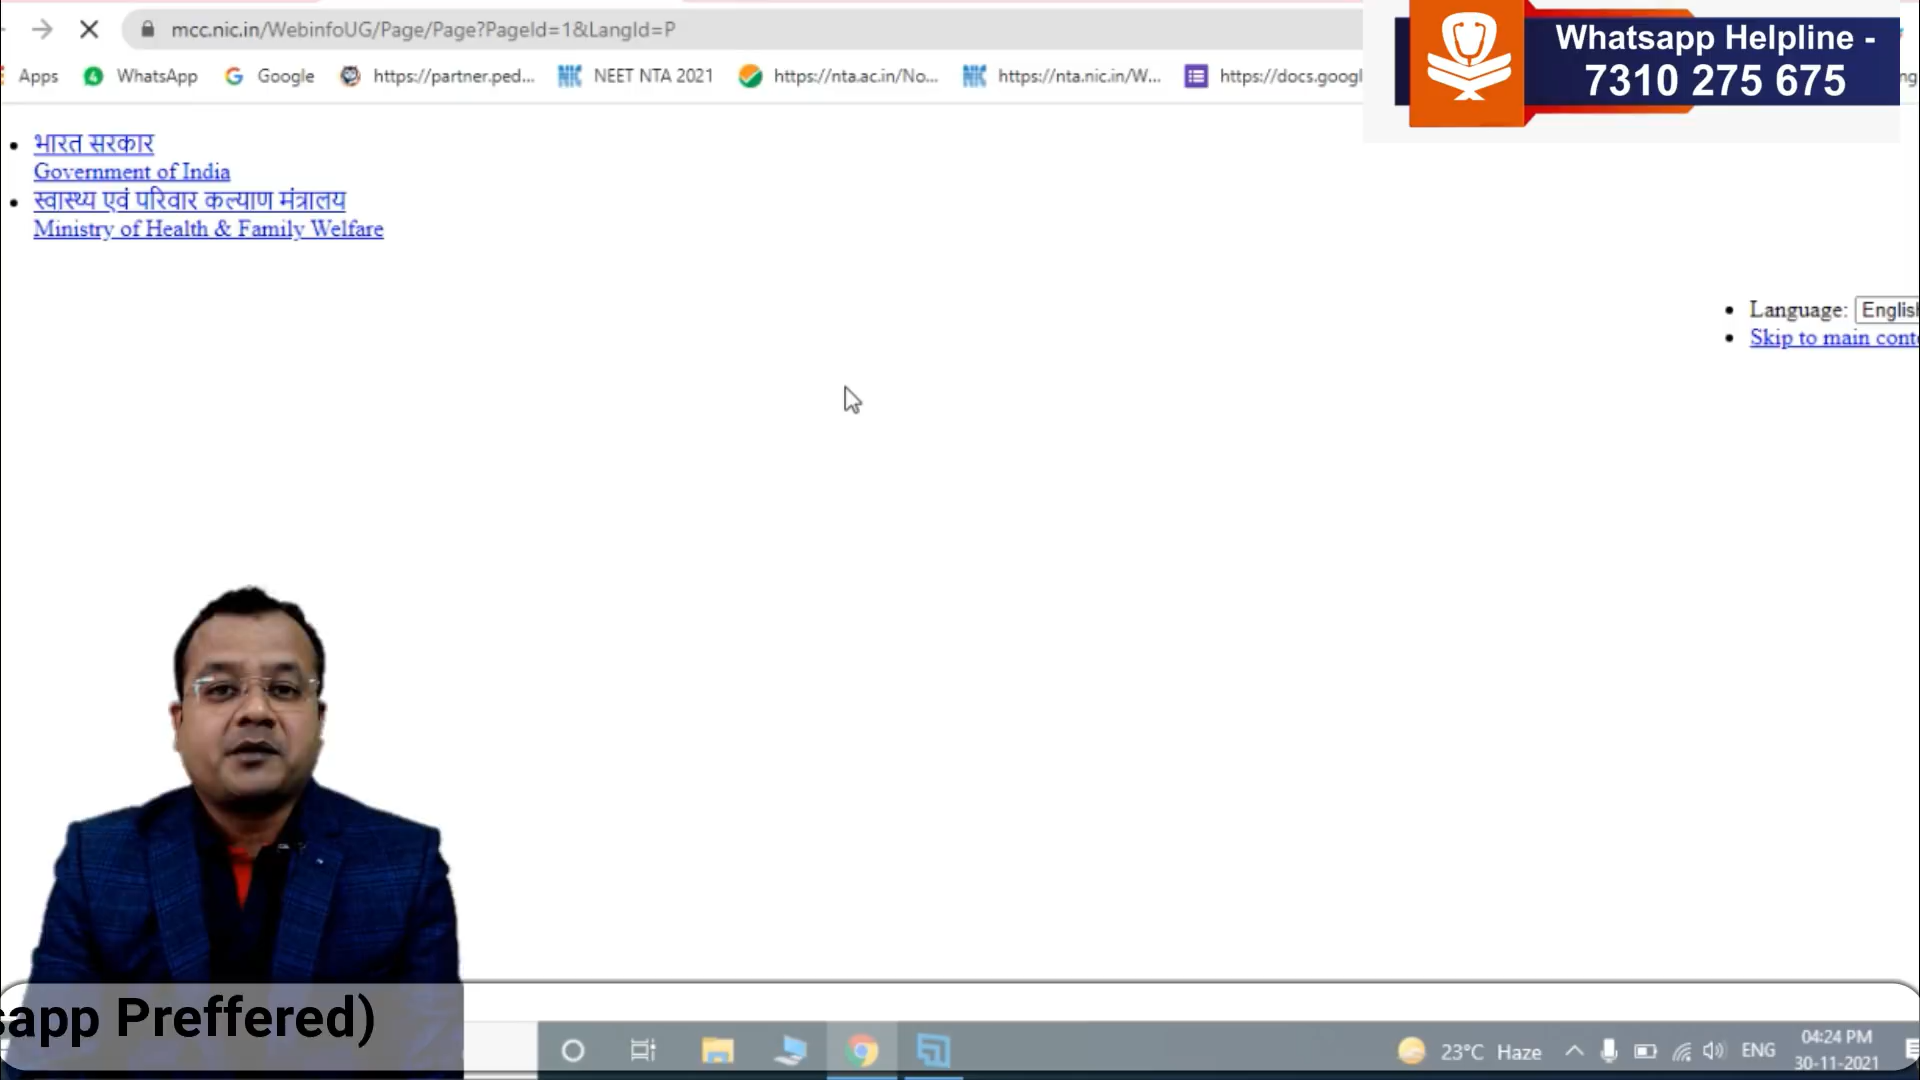 mcc.nic.in/WebinfoUG/Page/Page?PageId=1&LangId=P
Whatsapp Helpline -
7310 275 675
Apps WhatsApp Google https://partner.ped... NEET NTA 2021 https://nta.ac.in/No... https://nta.nic.in/W... https://docs.googl
भारत सरकार
Government of India
स्वास्थ्य एवं परिवार कल्याण मंत्रालय
Ministry of Health & Family Welfare
Language: English
Skip to main conte
sapp Preffered)
23°C Haze ENG 04:24 PM
30-11-2021